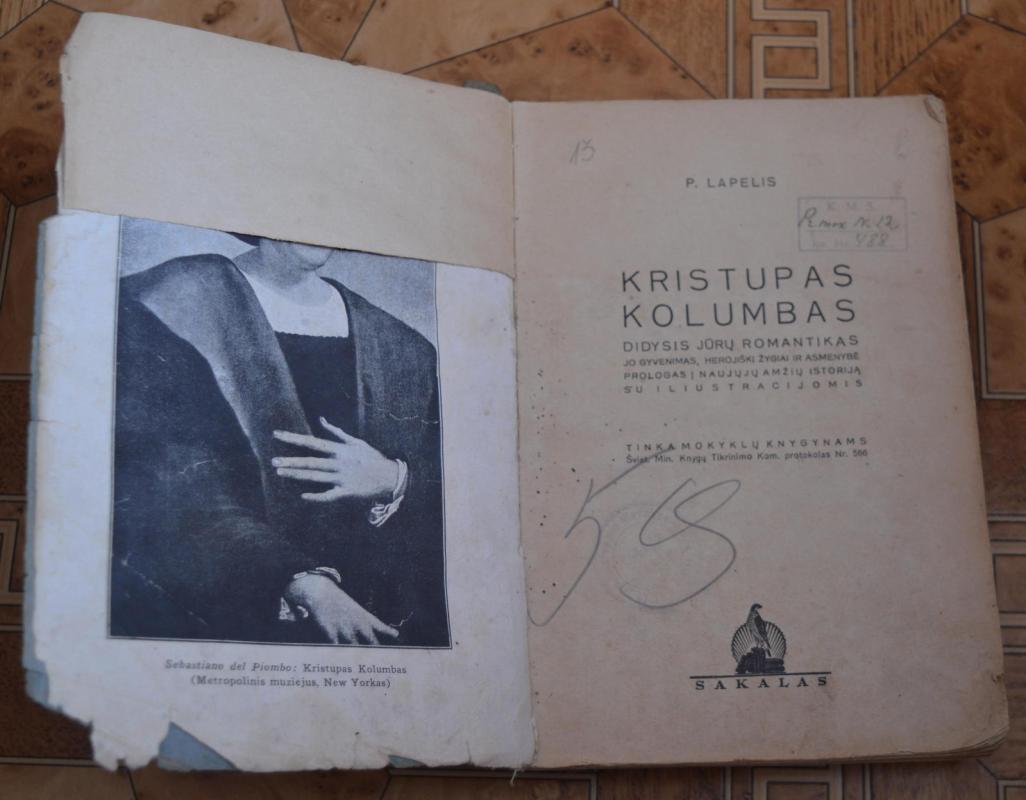 Sebastiano del Piombo: Kristupas Kolumbas
(Metropolinis muziejus, New Yorkas)
13
P. LAPELIS
K. M. S.
N. 12
488
KRISTUPAS
KOLUMBAS
DIDYSIS JŪRŲ ROMANTIKAS
JO GYVENIMAS, HEROJIŠKI ŽYGIAI IR ASMENYBĖ
PROLOGAS Į NAUJŲJŲ AMŽIŲ ISTORIJĄ
SU ILIUSTRACIJOMIS
TINKA MOKYKLŲ KNYGYNAMS
Šviet. Min. Knygų Tikrinimo Kom. protokolas Nr. 566
SAKALAS